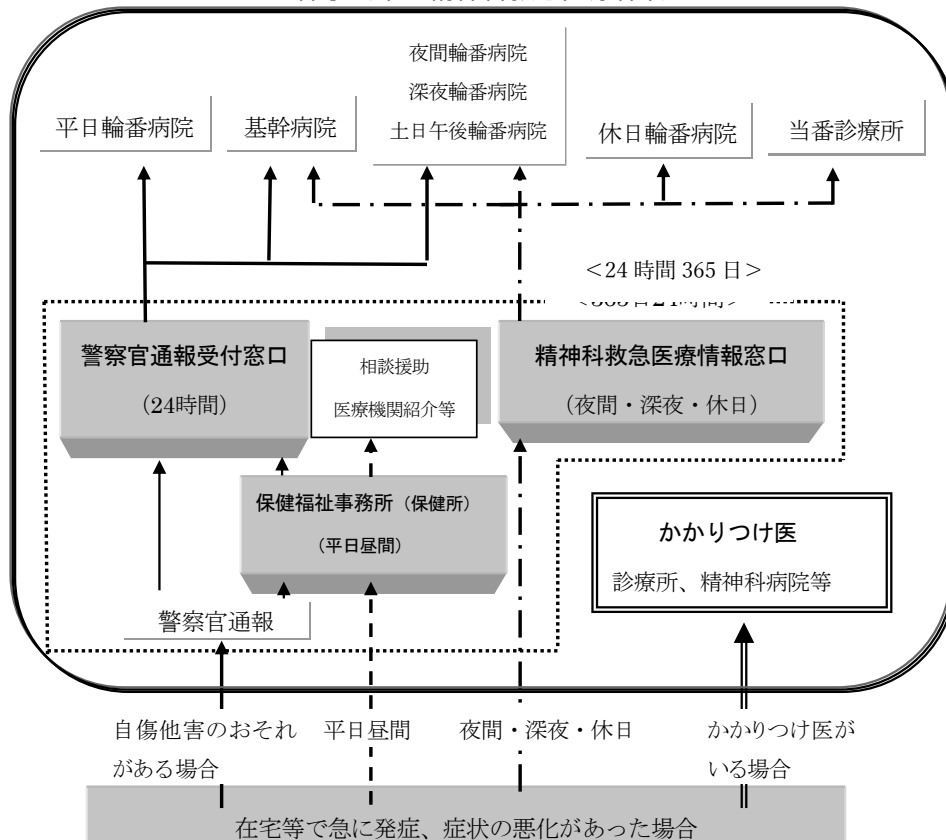 夜間輪番病院
深夜輪番病院
土日午後輪番病院
平日輪番病院
基幹病院
休日輪番病院
当番診療所
<24時間365日>
警察官通報受付窓口
(24時間)
相談援助
医療機関紹介等
精神科救急医療情報窓口
(夜間・深夜・休日)
保健福祉事務所(保健所)
(平日昼間)
かかりつけ医
診療所、精神科病院等
警察官通報
自傷他害のおそれ
がある場合
平日昼間
夜間・深夜・休日
かかりつけ医が
いる場合
在宅等で急に発症、症状の悪化があった場合